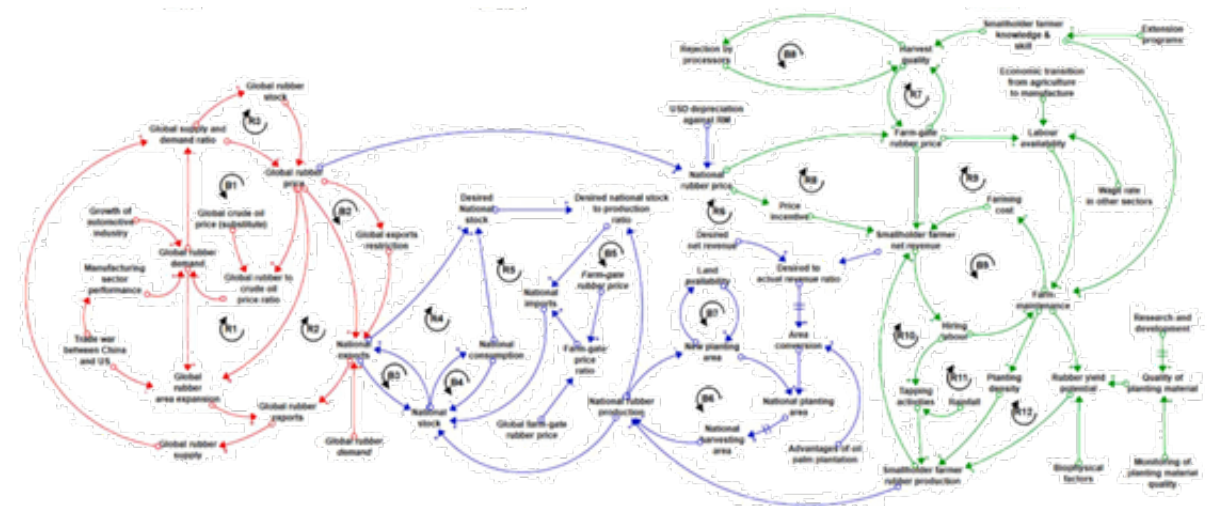 Rejection by
processors
B8
Harvest
quality
Smallholder farmer
knowledge &
skill
Extension
programs
Economic transition
from agriculture
to manufacture
R7
USD depreciation
against RM
Farm-gate
rubber price
Labour
availability
Wage rate
in other sectors
Global rubber
stock
R3
Global supply and
demand ratio
Global rubber
price
B1
B2
Growth of
automotive
industry
Global crude oil
price (substitute)
Global exports
restriction
Global rubber
demand
Manufacturing
sector
performance
Global rubber to
crude oil
price ratio
R1
R2
Trade war
between China
and US
Global
rubber
area expansion
Global rubber
exports
Global rubber
supply
Global rubber
demand
National
exports
Desired
National
stock
Desired national stock
to production
ratio
R5
B5
R4
National
imports
Farm-gate
rubber price
National
consumption
Farm-gate
price
ratio
B3
B4
National
stock
Global farm-gate
rubber price
National rubber
production
National
rubber price
R8
R6
Price
incentive
Desired
net revenue
Land
availability
Desired to
actual revenue ratio
B7
New planting
area
Area
conversion
B6
National planting
area
National
harvesting
area
Advantages of oil
palm plantation
R9
Farming
cost
Smallholder farmer
net revenue
B9
Farm
maintenance
R10
Hiring
labour
R11
Tapping
activities
Rainfall
Planting
density
R12
Rubber yield
potential
Research and
development
Quality of
planting material
Smallholder farmer
rubber production
Biophysical
factors
Monitoring of
planting material
quality